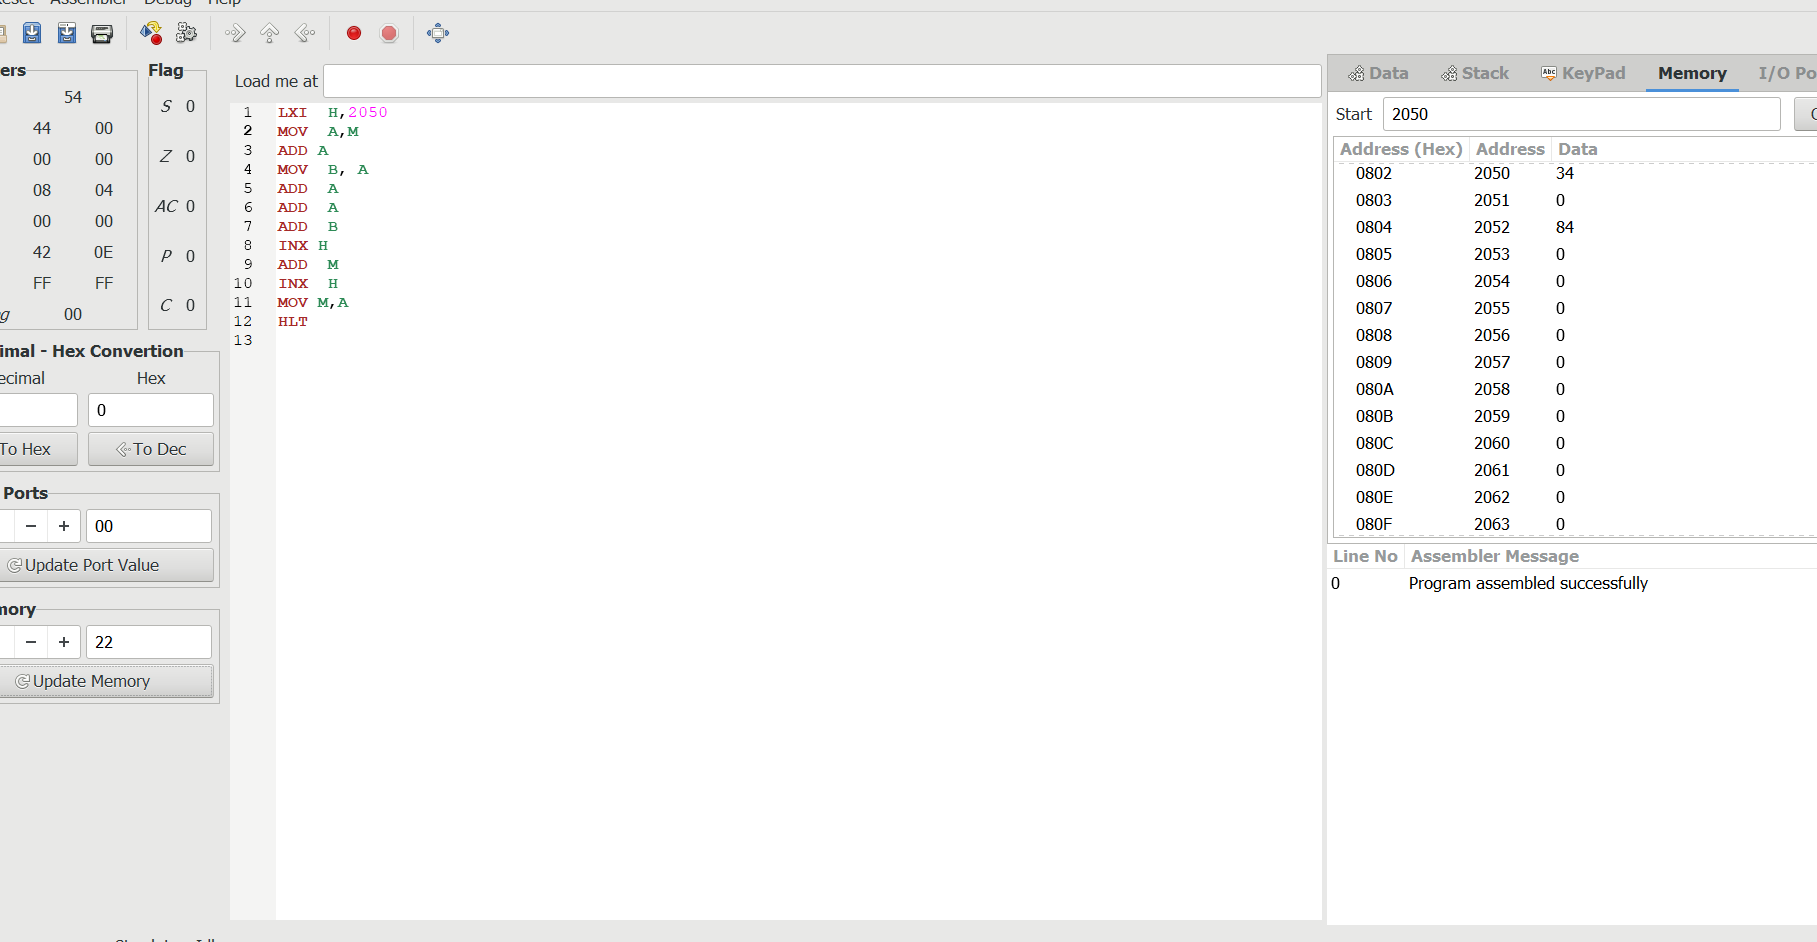 Assembler Debug Help
ers
54
44 00
00 00
08 04
00 00
42 0E
FF FF
00
Flag
S 0
Z 0
AC 0
P 0
C 0
imal - Hex Convertion
ecimal Hex
0
To Hex To Dec
Ports
− + 00
Update Port Value
mory
− + 22
Update Memory
Load me at
1 LXI H,2050
2 MOV A,M
3 ADD A
4 MOV B, A
5 ADD A
6 ADD A
7 ADD B
8 INX H
9 ADD M
10 INX H
11 MOV M,A
12 HLT
13
Data Stack KeyPad Memory I/O Po
Start 2050
Address (Hex) Address Data
0802 2050 34
0803 2051 0
0804 2052 84
0805 2053 0
0806 2054 0
0807 2055 0
0808 2056 0
0809 2057 0
080A 2058 0
080B 2059 0
080C 2060 0
080D 2061 0
080E 2062 0
080F 2063 0
Line No Assembler Message
0 Program assembled successfully